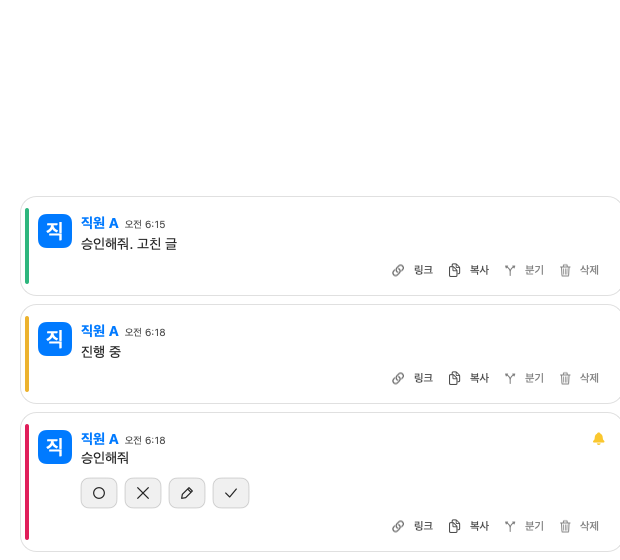 직 직원 A 오전 6:15
승인해줘. 고친 글
링크 복사 분기 삭제
직 직원 A 오전 6:18
진행 중
링크 복사 분기 삭제
직 직원 A 오전 6:18
승인해줘
링크 복사 분기 삭제